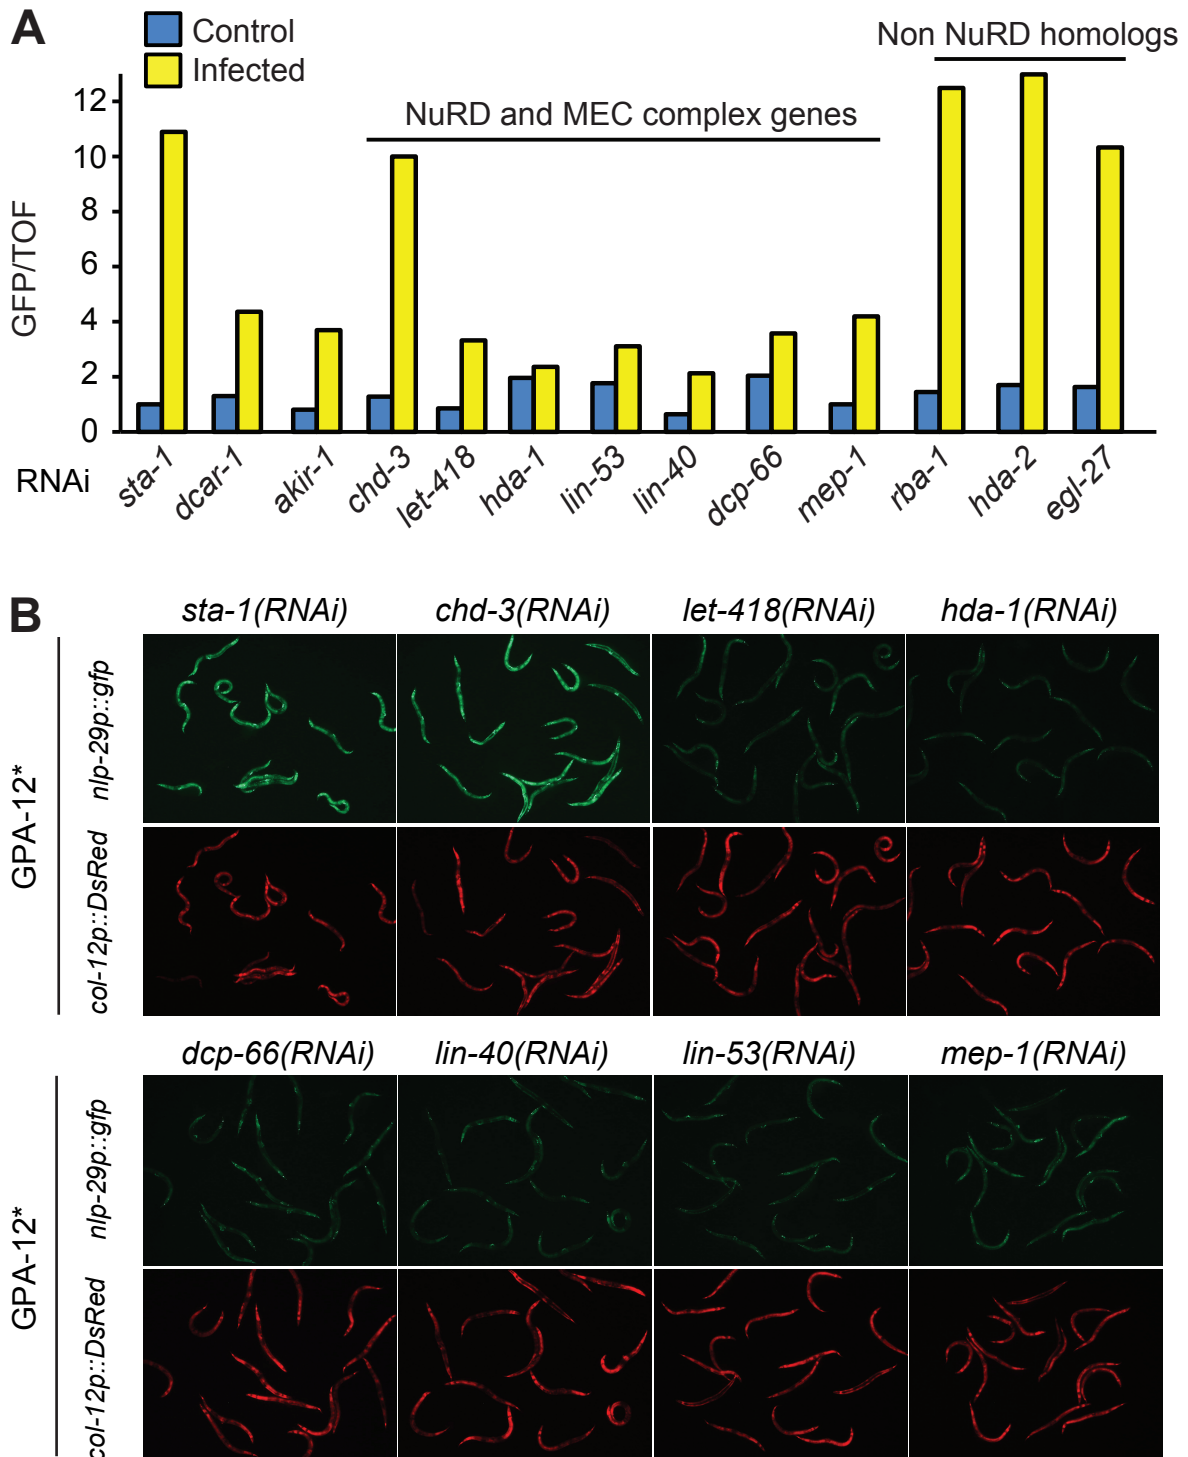 A
Control
Infected
Non NuRD homologs
NuRD and MEC complex genes
GFP/TOF
12
10
8
6
4
2
0
RNAi
sta-1
dcar-1
akir-1
chd-3
let-418
hda-1
lin-53
lin-40
dcp-66
mep-1
rba-1
hda-2
egl-27
B
sta-1(RNAi) chd-3(RNAi) let-418(RNAi) hda-1(RNAi)
GPA-12*
nlp-29p::gfp
col-12p::DsRed
dcp-66(RNAi) lin-40(RNAi) lin-53(RNAi) mep-1(RNAi)
GPA-12*
nlp-29p::gfp
col-12p::DsRed